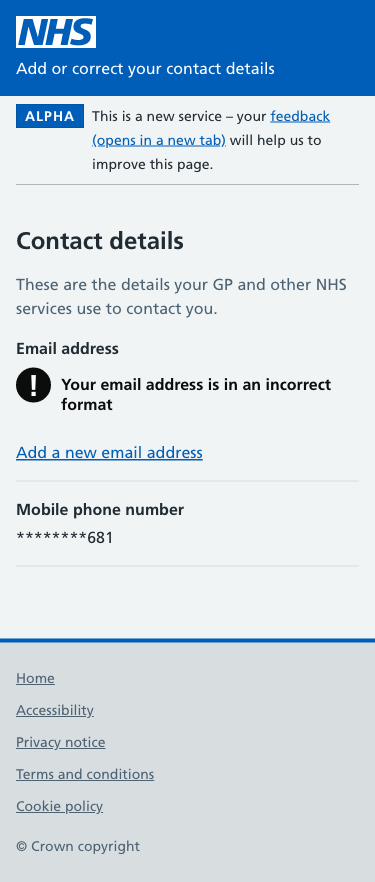 NHS
Add or correct your contact details
ALPHA
This is a new service – your feedback
(opens in a new tab) will help us to
improve this page.
Contact details
These are the details your GP and other NHS
services use to contact you.
Email address
!
Your email address is in an incorrect
format
Add a new email address
Mobile phone number
********681
Home
Accessibility
Privacy notice
Terms and conditions
Cookie policy
© Crown copyright